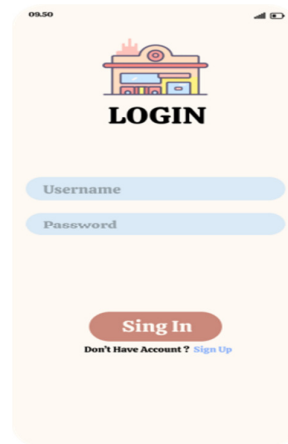 09.50
LOGIN
Username
Password
Sing In
Don't Have Account ? Sign Up